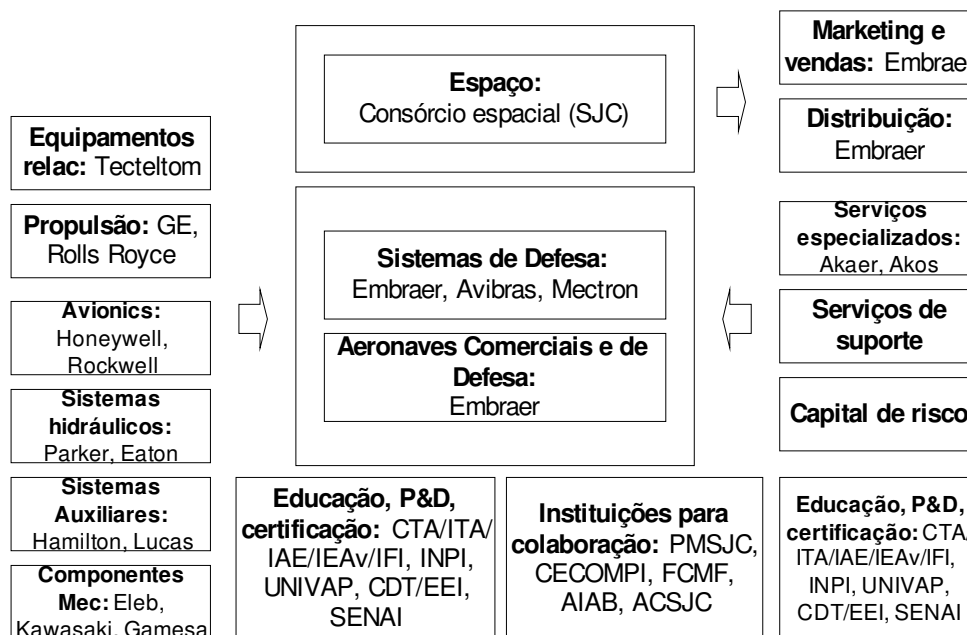 Equipamentos
relac: Tecteltom
Propulsão: GE,
Rolls Royce
Avionics:
Honeywell,
Rockwell
Sistemas
hidráulicos:
Parker, Eaton
Sistemas
Auxiliares:
Hamilton, Lucas
Componentes
Mec: Eleb,
Kawasaki, Gamesa
Espaço:
Consórcio espacial (SJC)
Sistemas de Defesa:
Embraer, Avibras, Mectron
Aeronaves Comerciais e de
Defesa:
Embraer
Educação, P&D,
certificação: CTA/ITA/
IAE/IEAv/IFI, INPI,
UNIVAP, CDT/EEI,
SENAI
Instituições para
colaboração: PMSJC,
CECOMPI, FCMF,
AIAB, ACSJC
Marketing e
vendas: Embrae
Distribuição:
Embraer
Serviços
especializados:
Akaer, Akos
Serviços de
suporte
Capital de risco
Educação, P&D,
certificação: CTA/
ITA/IAE/IEAv/IFI,
INPI, UNIVAP,
CDT/EEI, SENAI